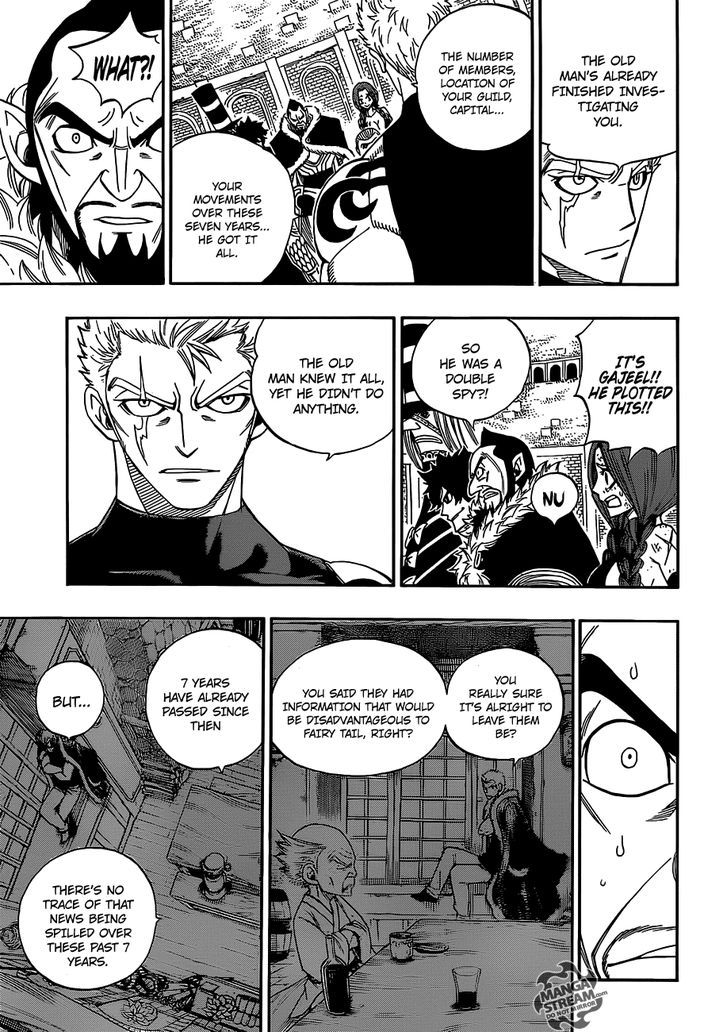 THE OLD
MAN'S ALREADY
FINISHED INVES-
TIGATING
YOU.
THE NUMBER
OF MEMBERS,
LOCATION OF
YOUR GUILD,
CAPITAL...
YOUR
MOVEMENTS
OVER THESE
SEVEN YEARS...
HE GOT IT
ALL.
WHAT?!
IT'S
GAJEEL!!
HE PLOTTED
THIS!!
SO
HE WAS A
DOUBLE
SPY?!
NU
THE OLD
MAN KNEW IT ALL,
YET HE DIDN'T DO
ANYTHING.
YOU
REALLY SURE
IT'S ALRIGHT TO
LEAVE THEM
BE?
YOU SAID THEY HAD
INFORMATION THAT WOULD
BE DISADVANTAGEOUS TO
FAIRY TAIL, RIGHT?
7 YEARS
HAVE ALREADY
PASSED SINCE
THEN
BUT...
THERE'S NO
TRACE OF THAT
NEWS BEING
SPILLED OVER
THESE PAST 7
YEARS.
MANGA
STREAM.COM
DO NOT MIRROR!